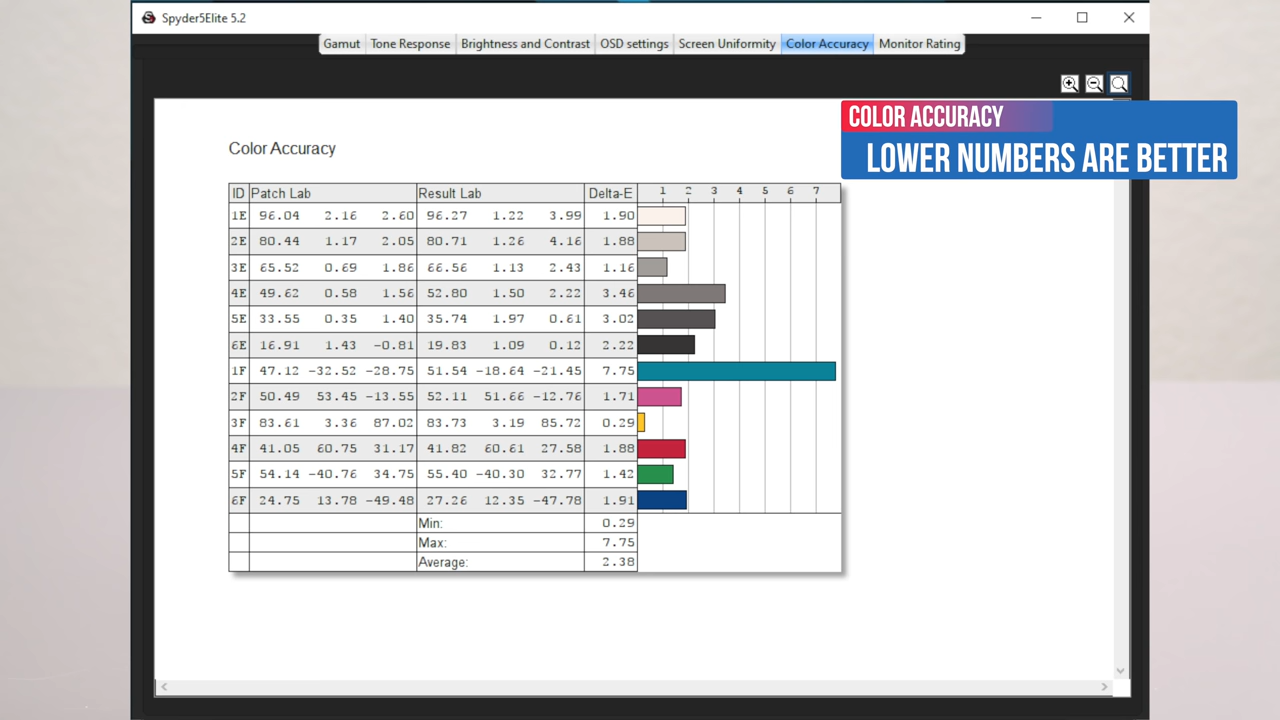 Spyder5Elite 5.2
Gamut Tone Response Brightness and Contrast OSD settings Screen Uniformity Color Accuracy Monitor Rating
COLOR ACCURACY
LOWER NUMBERS ARE BETTER
Color Accuracy
ID Patch Lab Result Lab Delta-E 1 2 3 4 5 6 7
1E 96.04 2.16 2.60 96.27 1.22 3.99 1.90
2E 80.44 1.17 2.05 80.71 1.26 4.16 1.88
3E 65.52 0.69 1.86 66.56 1.13 2.43 1.16
4E 49.62 0.58 1.56 52.80 1.50 2.22 3.46
5E 33.55 0.35 1.40 35.74 1.97 0.61 3.02
6E 16.91 1.43 -0.81 19.83 1.09 0.12 2.22
1F 47.12 -32.52 -28.75 51.54 -18.64 -21.45 7.75
2F 50.49 53.45 -13.55 52.11 51.66 -12.76 1.71
3F 83.61 3.36 87.02 83.73 3.19 85.72 0.29
4F 41.05 60.75 31.17 41.82 60.61 27.58 1.88
5F 54.14 -40.76 34.75 55.40 -40.30 32.77 1.42
6F 24.75 13.78 -49.48 27.26 12.35 -47.78 1.91
Min: 0.29
Max: 7.75
Average: 2.38